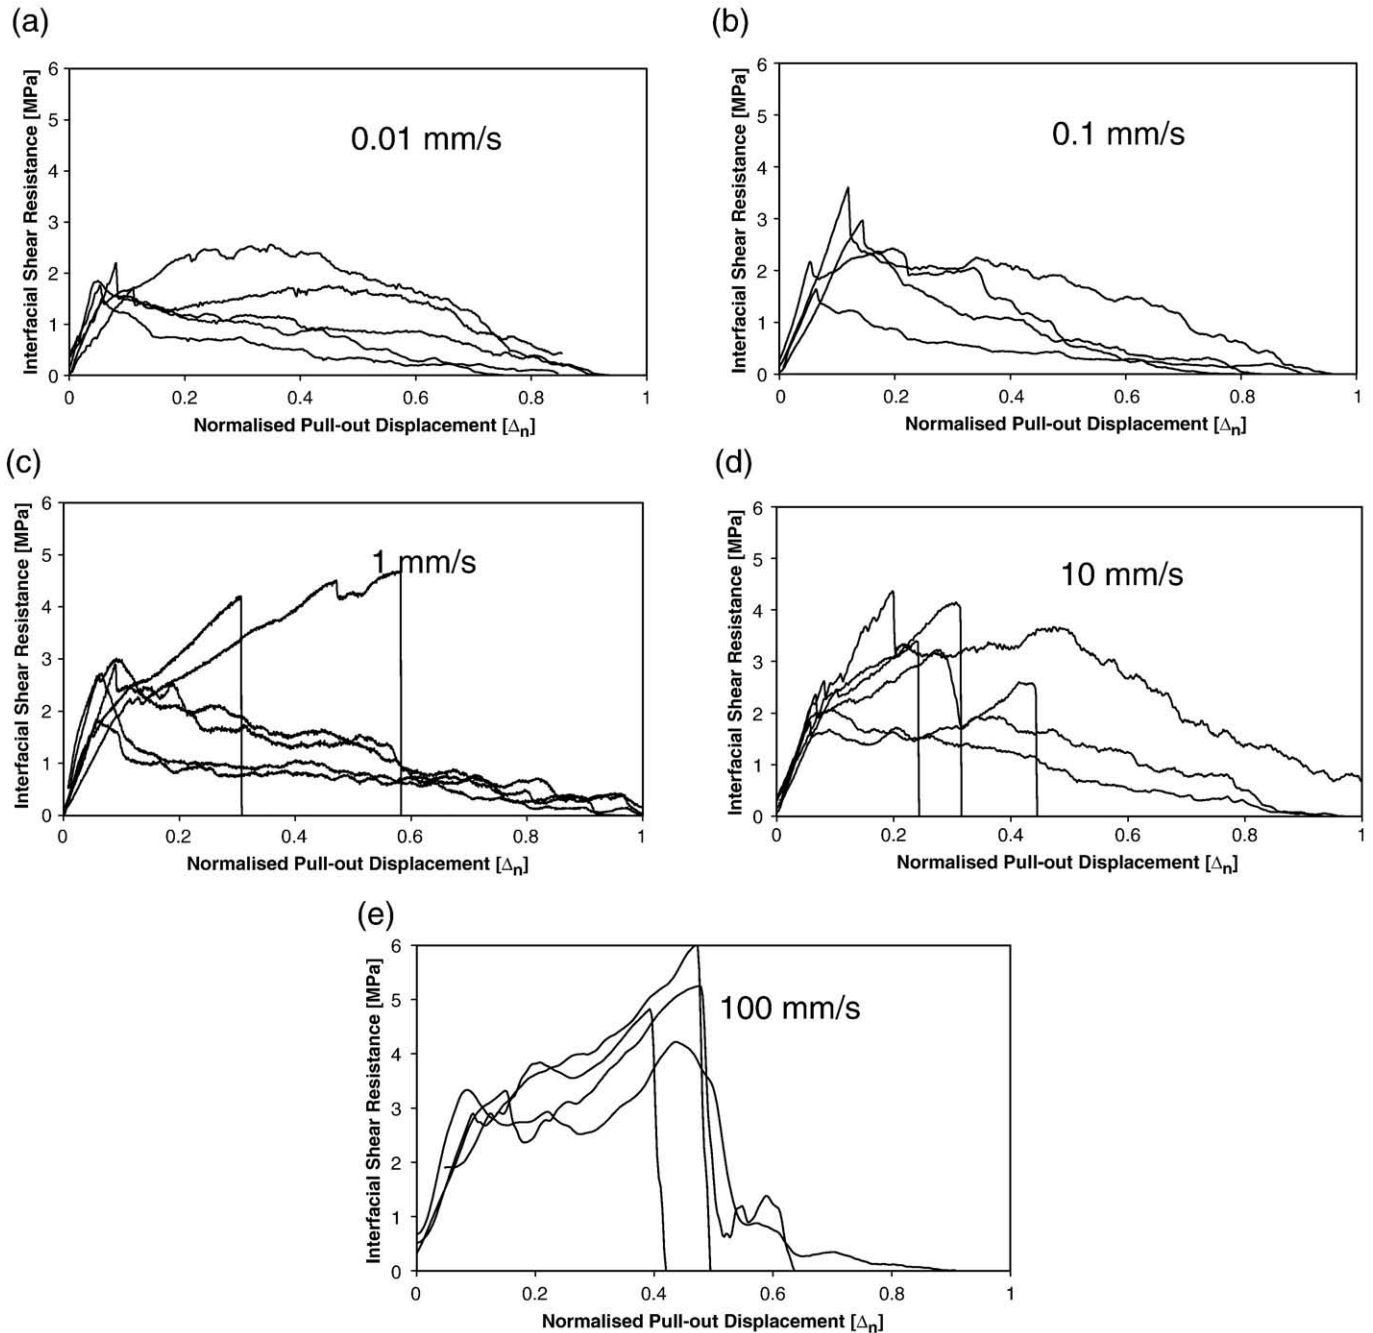 (a)
6
5
4
3
2
1
0
Interfacial Shear Resistance [MPa]
0.01 mm/s
0 0.2 0.4 0.6 0.8 1
Normalised Pull-out Displacement [Δn]
(b)
6
5
4
3
2
1
0
Interfacial Shear Resistance [MPa]
0.1 mm/s
0 0.2 0.4 0.6 0.8 1
Normalised Pull-out Displacement [Δn]
(c)
6
5
4
3
2
1
0
Interfacial Shear Resistance [MPa]
1 mm/s
0 0.2 0.4 0.6 0.8 1
Normalised Pull-out Displacement [Δn]
(d)
6
5
4
3
2
1
0
Interfacial Shear Resistance [MPa]
10 mm/s
0 0.2 0.4 0.6 0.8 1
Normalised Pull-out Displacement [Δn]
(e)
6
5
4
3
2
1
0
Interfacial Shear Resistance [MPa]
100 mm/s
0 0.2 0.4 0.6 0.8 1
Normalised Pull-out Displacement [Δn]